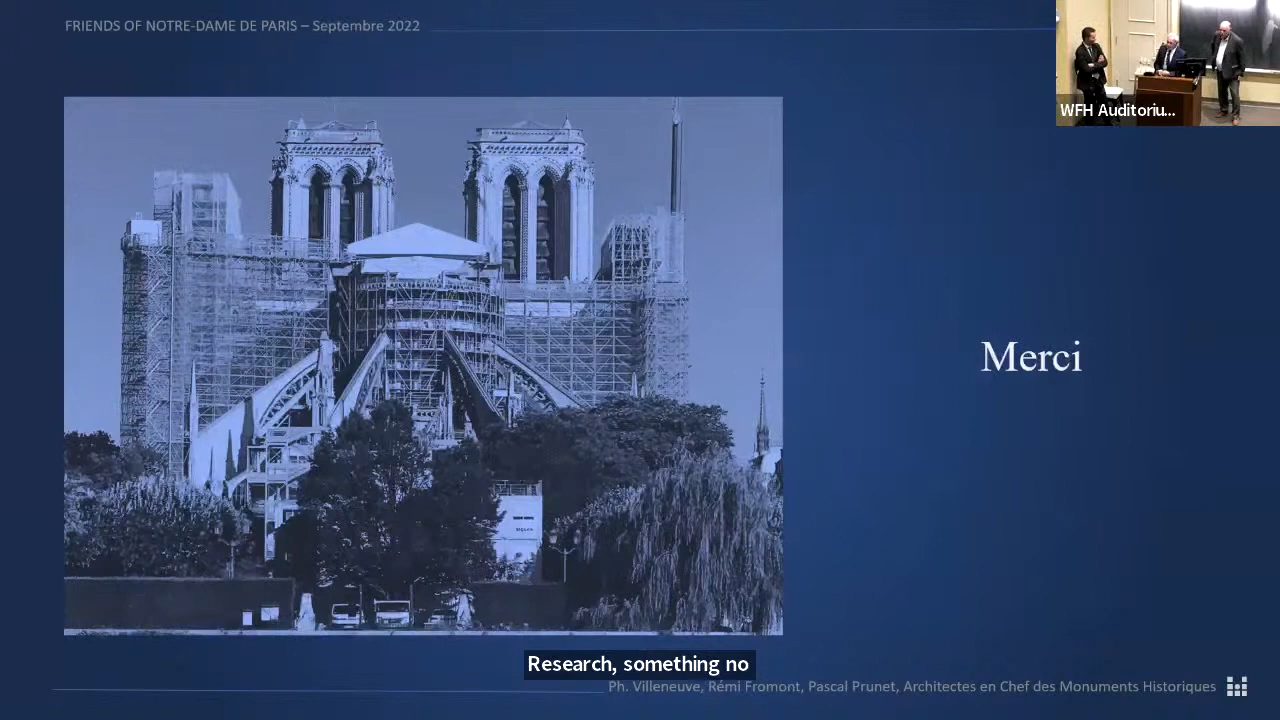 FRIENDS OF NOTRE-DAME DE PARIS – Septembre 2022
WFH Auditoriu...
Merci
Research, something no
Ph. Villeneuve, Rémi Fromont, Pascal Prunet, Architectes en Chef des Monuments Historiques